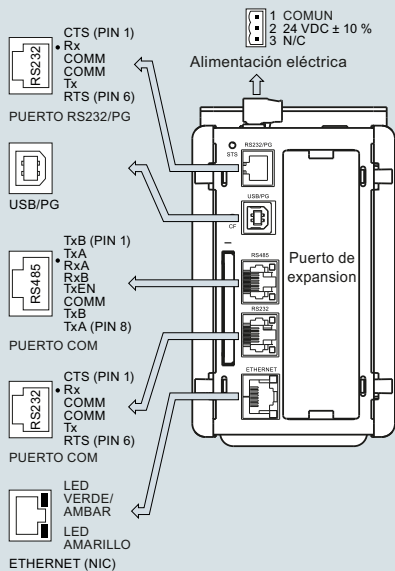 1 COMUN
2 24 VDC ± 10 %
3 N/C
Alimentación eléctrica
RS232
CTS (PIN 1)
Rx
COMM
COMM
Tx
RTS (PIN 6)
PUERTO RS232/PG
USB/PG
RS485
TxB (PIN 1)
TxA
RxA
RxB
TxEN
COMM
TxB
TxA (PIN 8)
PUERTO COM
RS232
CTS (PIN 1)
Rx
COMM
COMM
Tx
RTS (PIN 6)
PUERTO COM
LED
VERDE/
AMBAR
LED
AMARILLO
ETHERNET (NIC)
STS
RS232/PG
USB/PG
CF
RS485
RS232
ETHERNET
Puerto de
expansion